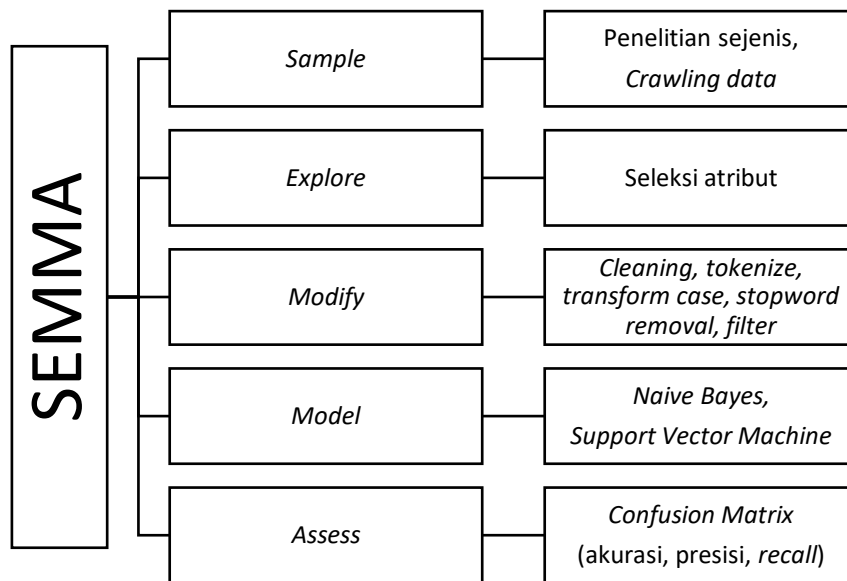 SEMMA
Sample
Penelitian sejenis,
Crawling data
Explore
Seleksi atribut
Modify
Cleaning, tokenize,
transform case, stopword
removal, filter
Model
Naive Bayes,
Support Vector Machine
Assess
Confusion Matrix
(akurasi, presisi, recall)